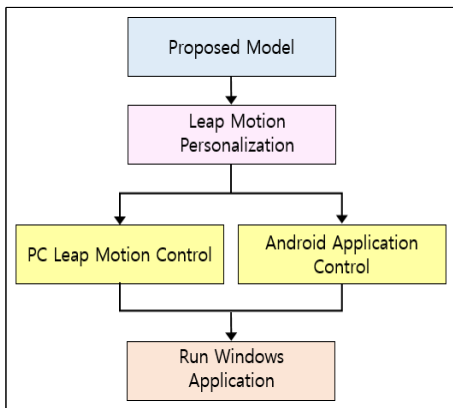 Proposed Model
Leap Motion
Personalization
PC Leap Motion Control
Android Application
Control
Run Windows
Application